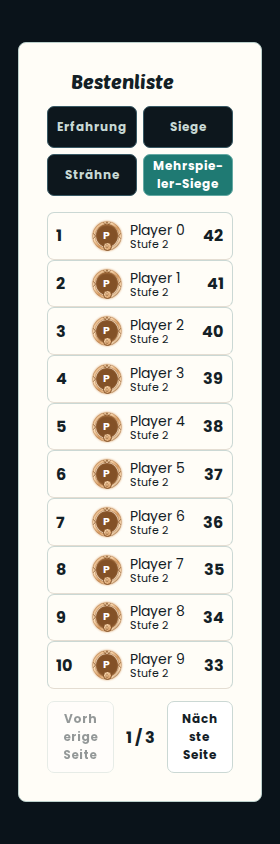 Bestenliste
Erfahrung
Siege
Strähne
Mehrspie-
ler-Siege
1 P Player 0 42
Stufe 2
2 P Player 1 41
Stufe 2
3 P Player 2 40
Stufe 2
4 P Player 3 39
Stufe 2
5 P Player 4 38
Stufe 2
6 P Player 5 37
Stufe 2
7 P Player 6 36
Stufe 2
8 P Player 7 35
Stufe 2
9 P Player 8 34
Stufe 2
10 P Player 9 33
Stufe 2
Vorh
erige
Seite
1 / 3
Näch
ste
Seite